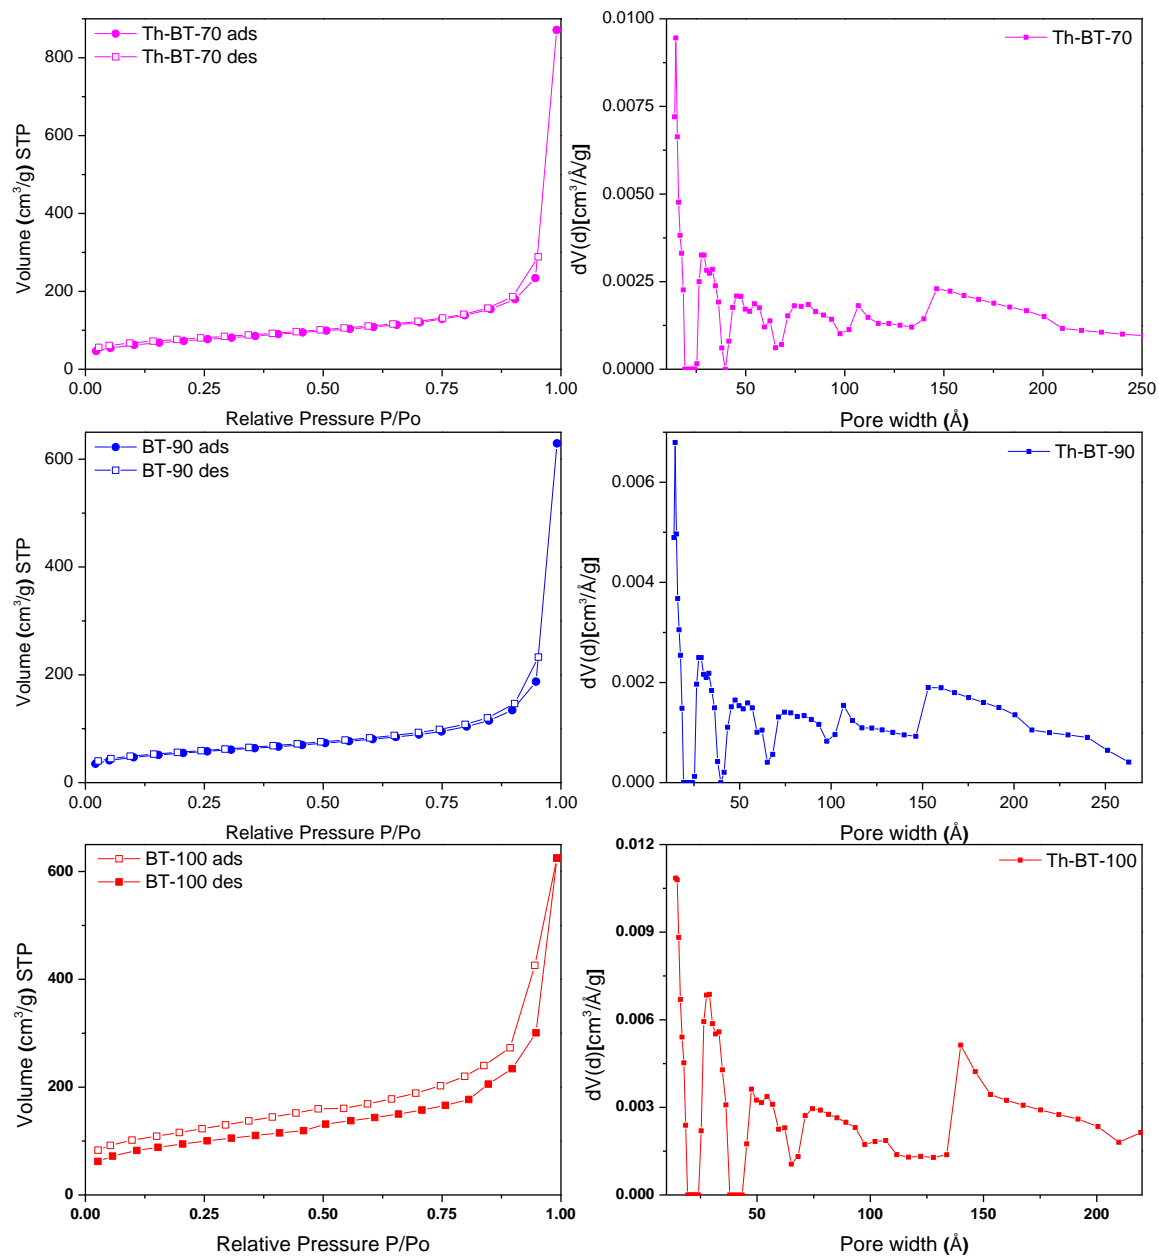 Th-BT-70 ads
Th-BT-70 des
800
600
400
200
0
Volume (cm³/g) STP
0.00 0.25 0.50 0.75 1.00
Relative Pressure P/Po
Th-BT-70
0.0100
0.0075
0.0050
0.0025
0.0000
dV(d)[cm³/Å/g]
50 100 150 200 250
Pore width (Å)
BT-90 ads
BT-90 des
600
400
200
0
Volume (cm³/g) STP
0.00 0.25 0.50 0.75 1.00
Relative Pressure P/Po
Th-BT-90
0.006
0.004
0.002
0.000
dV(d)[cm³/Å/g]
50 100 150 200 250
Pore width (Å)
BT-100 ads
BT-100 des
600
400
200
0
Volume (cm³/g) STP
0.00 0.25 0.50 0.75 1.00
Relative Pressure P/Po
Th-BT-100
0.012
0.009
0.006
0.003
0.000
dV(d)[cm³/Å/g]
50 100 150 200
Pore width (Å)